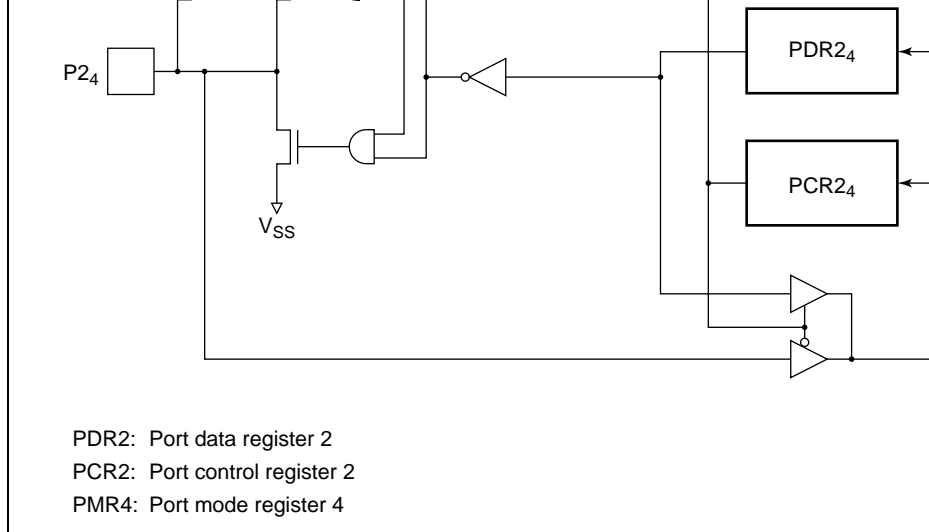 PDR2₄
P2₄
PCR2₄
V_SS
PDR2: Port data register 2
PCR2: Port control register 2
PMR4: Port mode register 4